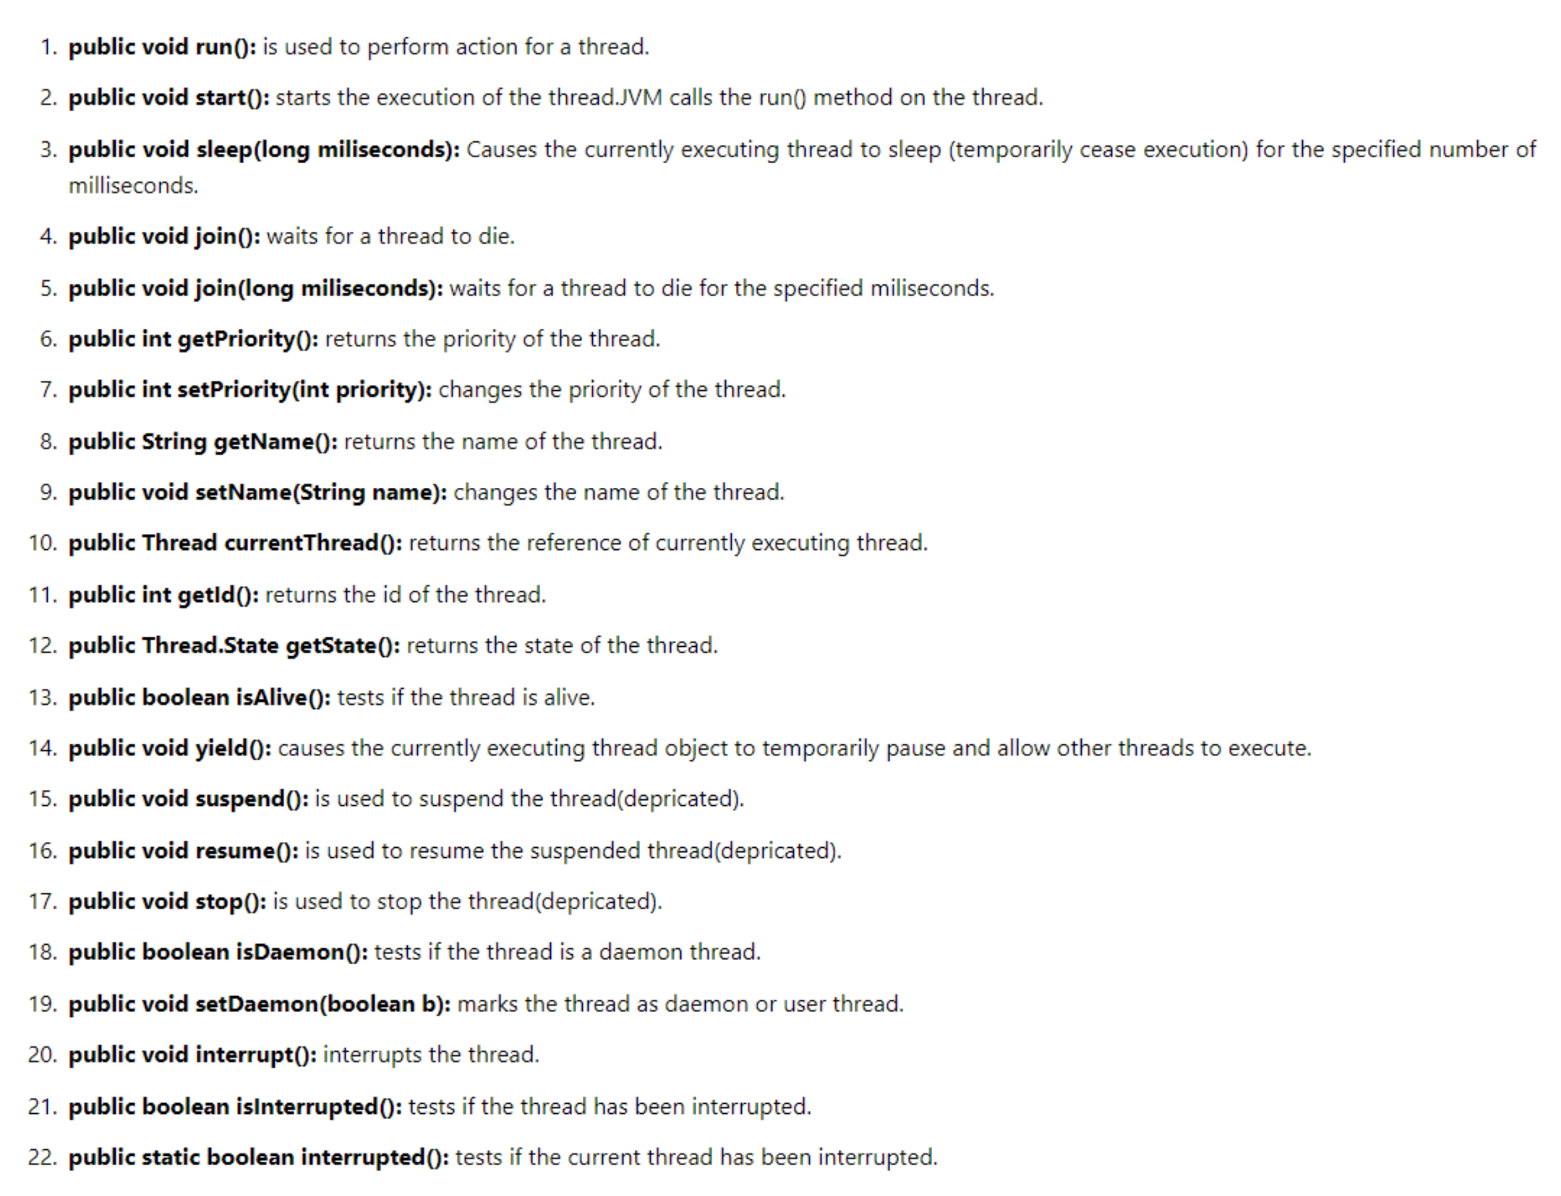 1. public void run(): is used to perform action for a thread.
2. public void start(): starts the execution of the thread.JVM calls the run() method on the thread.
3. public void sleep(long miliseconds): Causes the currently executing thread to sleep (temporarily cease execution) for the specified number of
milliseconds.
4. public void join(): waits for a thread to die.
5. public void join(long miliseconds): waits for a thread to die for the specified miliseconds.
6. public int getPriority(): returns the priority of the thread.
7. public int setPriority(int priority): changes the priority of the thread.
8. public String getName(): returns the name of the thread.
9. public void setName(String name): changes the name of the thread.
10. public Thread currentThread(): returns the reference of currently executing thread.
11. public int getId(): returns the id of the thread.
12. public Thread.State getState(): returns the state of the thread.
13. public boolean isAlive(): tests if the thread is alive.
14. public void yield(): causes the currently executing thread object to temporarily pause and allow other threads to execute.
15. public void suspend(): is used to suspend the thread(depricated).
16. public void resume(): is used to resume the suspended thread(depricated).
17. public void stop(): is used to stop the thread(depricated).
18. public boolean isDaemon(): tests if the thread is a daemon thread.
19. public void setDaemon(boolean b): marks the thread as daemon or user thread.
20. public void interrupt(): interrupts the thread.
21. public boolean isInterrupted(): tests if the thread has been interrupted.
22. public static boolean interrupted(): tests if the current thread has been interrupted.